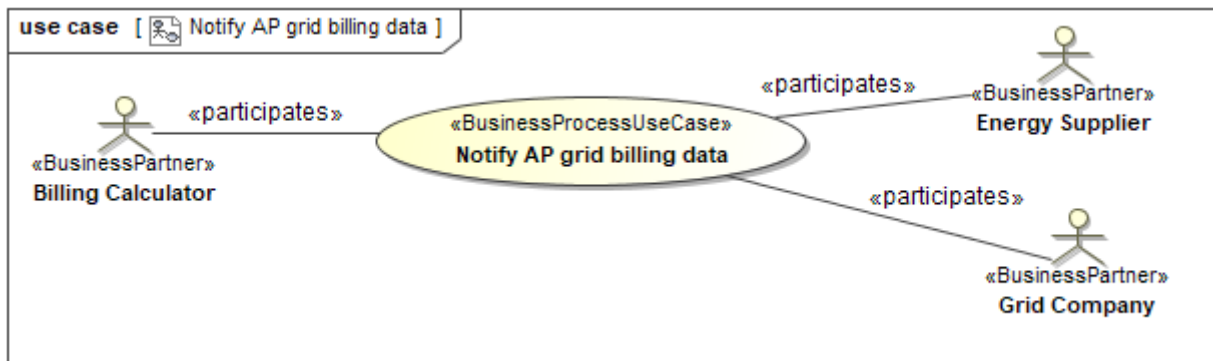 use case [ Notify AP grid billing data ]
«participates»
«BusinessPartner»
Billing Calculator
«BusinessProcessUseCase»
Notify AP grid billing data
«participates»
«BusinessPartner»
Energy Supplier
«participates»
«BusinessPartner»
Grid Company